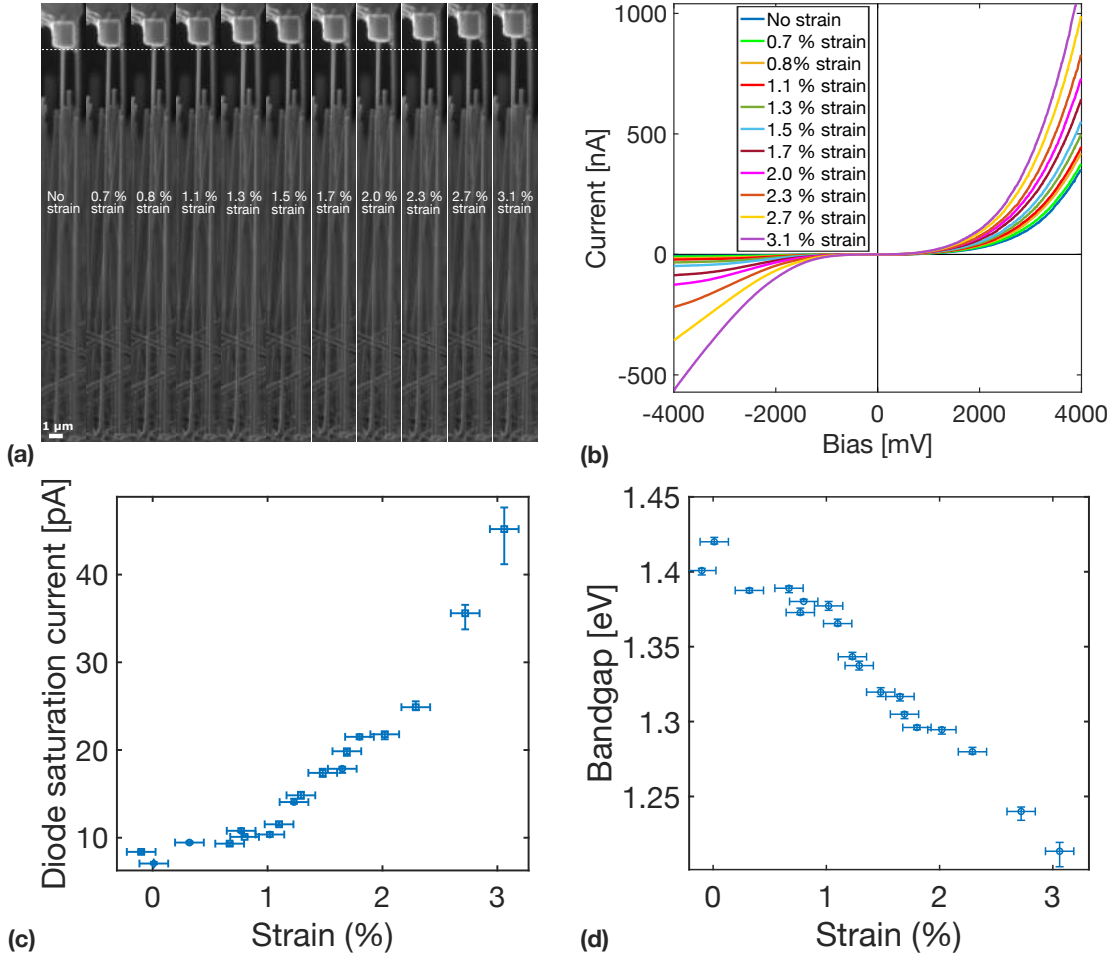 No
strain
0.7 %
strain
0.8 %
strain
1.1 %
strain
1.3 %
strain
1.5 %
strain
1.7 %
strain
2.0 %
strain
2.3 %
strain
2.7 %
strain
3.1 %
strain
1 µm
(a)
1000
500
0
-500
Current [nA]
No strain
0.7 % strain
0.8% strain
1.1 % strain
1.3 % strain
1.5 % strain
1.7 % strain
2.0 % strain
2.3 % strain
2.7 % strain
3.1 % strain
-4000
-2000
0
2000
4000
Bias [mV]
(b)
Diode saturation current [pA]
40
30
20
10
0
1
2
3
Strain (%)
(c)
Bandgap [eV]
1.45
1.4
1.35
1.3
1.25
0
1
2
3
Strain (%)
(d)